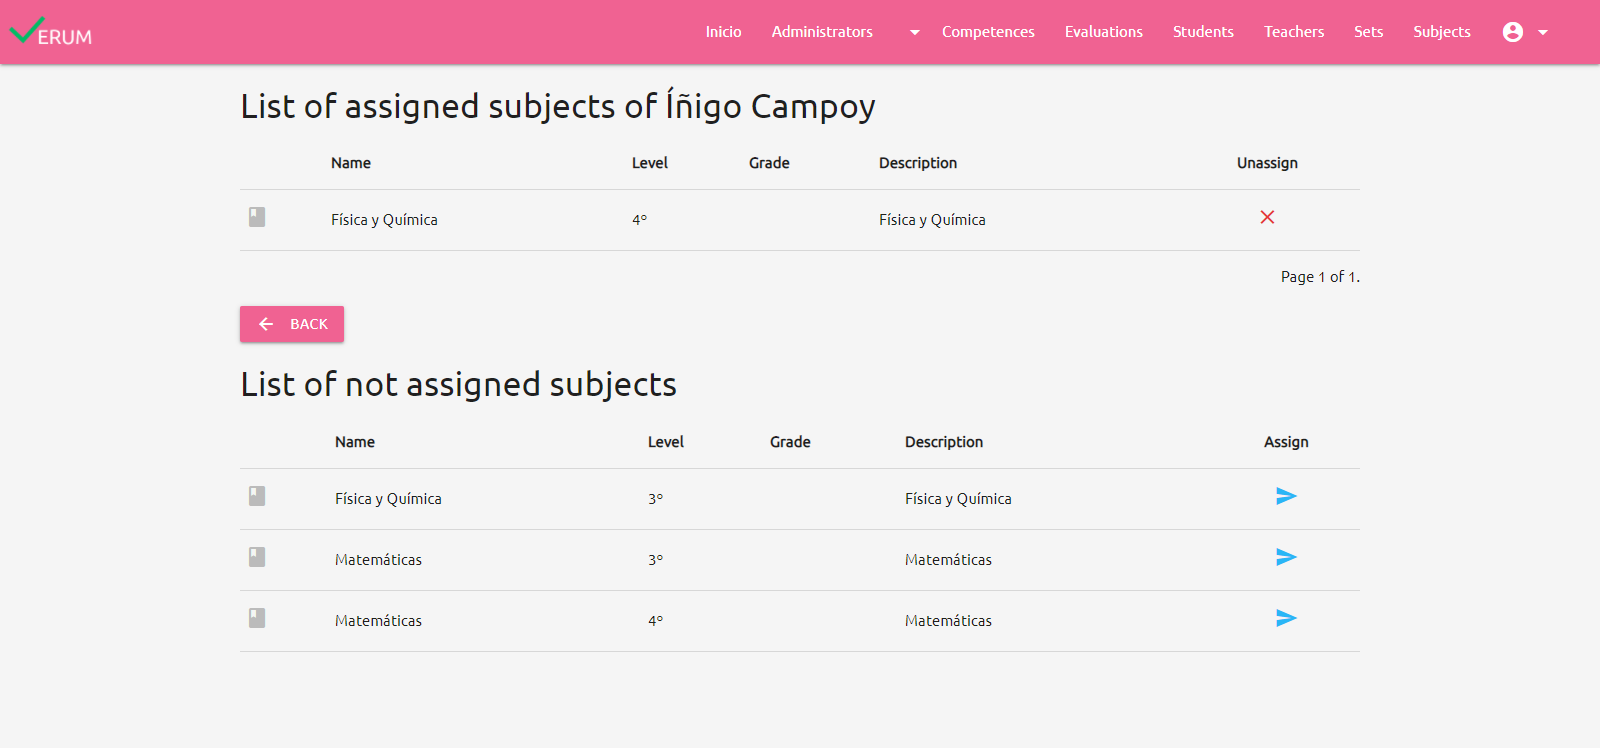 ERUM Inicio Administrators Competences Evaluations Students Teachers Sets Subjects
List of assigned subjects of Íñigo Campoy
Name Level Grade Description Unassign
Física y Química 4º Física y Química
Page 1 of 1.
BACK
List of not assigned subjects
Name Level Grade Description Assign
Física y Química 3º Física y Química
Matemáticas 3º Matemáticas
Matemáticas 4º Matemáticas